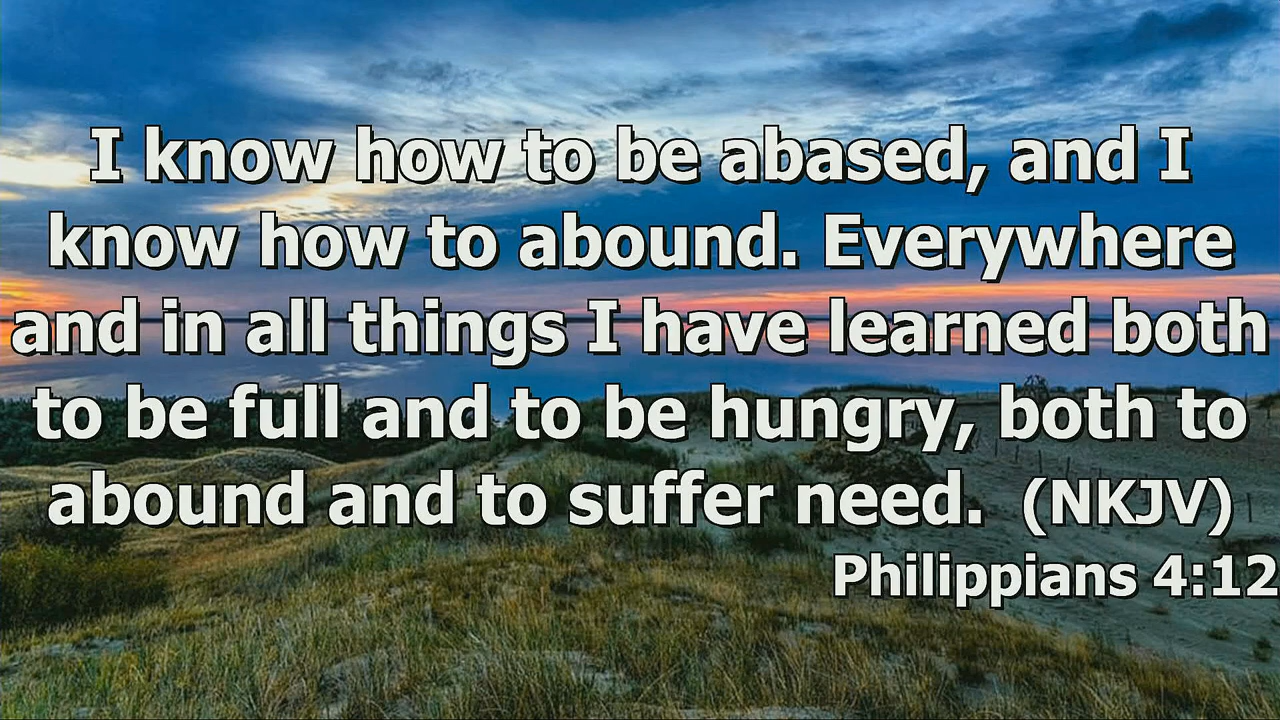 I know how to be abased, and I
know how to abound. Everywhere
and in all things I have learned both
to be full and to be hungry, both to
abound and to suffer need.  (NKJV)
Philippians 4:12